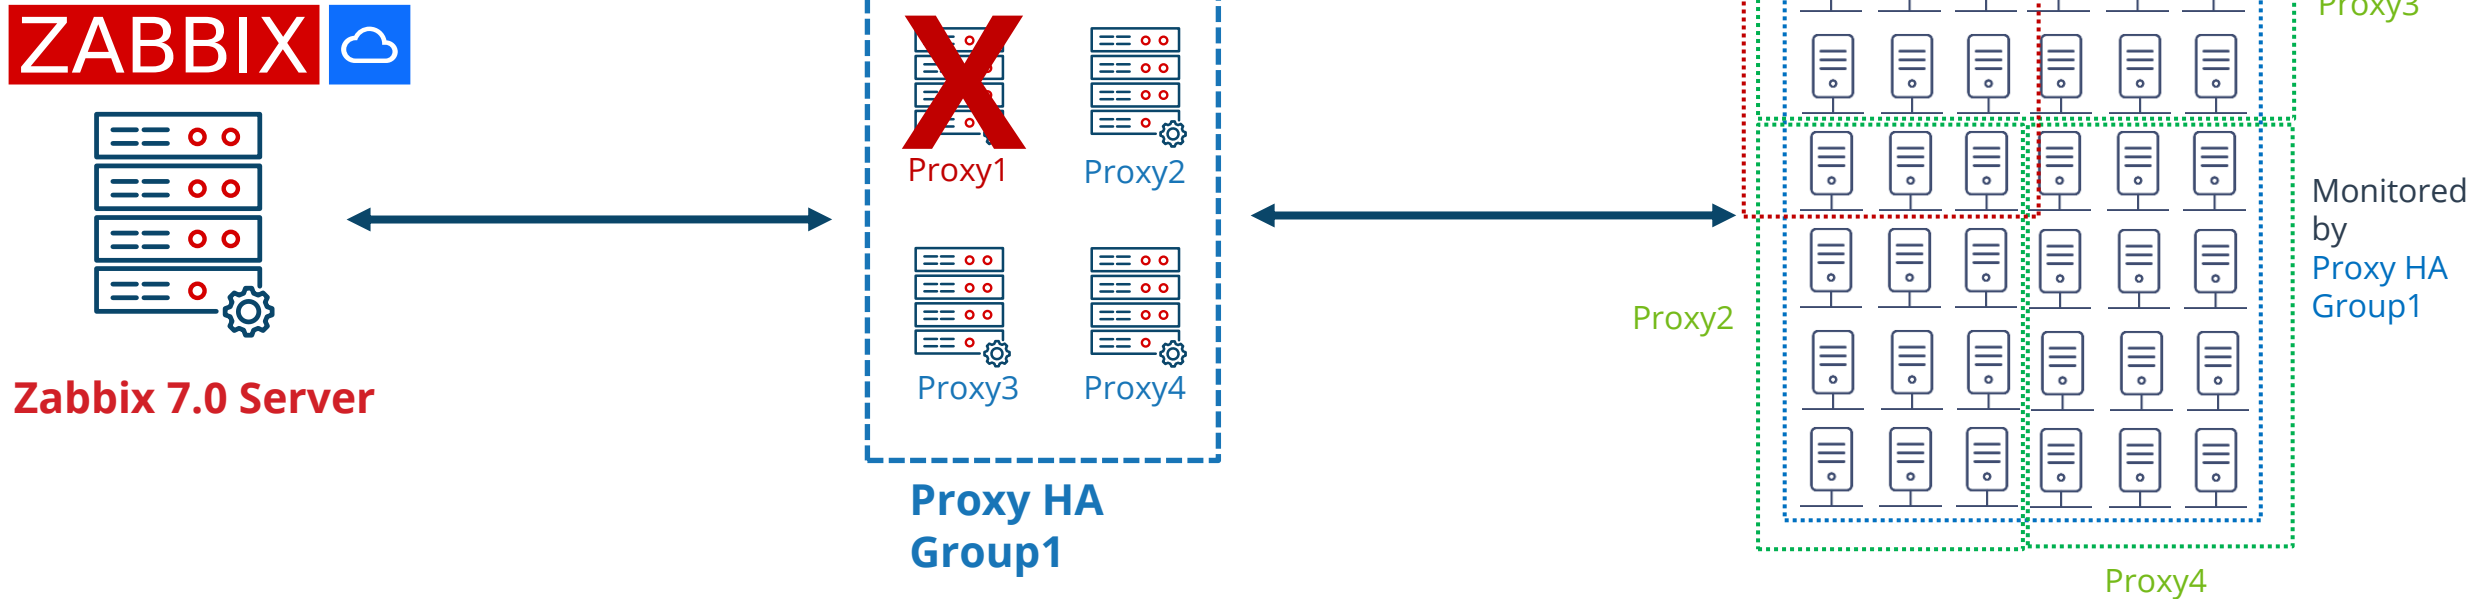 ZABBIX
Zabbix 7.0 Server
Proxy1
Proxy2
Proxy3
Proxy4
Proxy HA
Group1
Proxy3
Proxy2
Monitored
by
Proxy HA
Group1
Proxy4